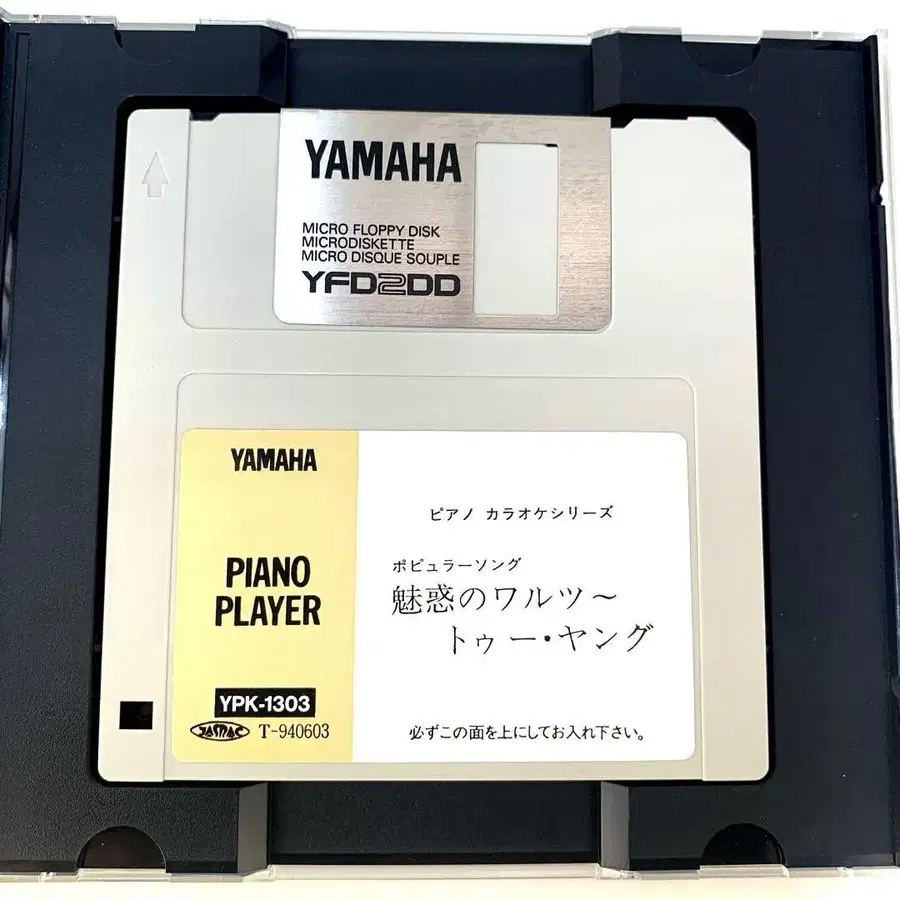 YAMAHA
MICRO FLOPPY DISK
MICRODISKETTE
MICRO DISQUE SOUPLE
YFD2DD
YAMAHA
PIANO
PLAYER
YPK-1303
JASRAC T-940603
ピアノ カラオケシリーズ
ポピュラーソング
魅惑のワルツ～
トゥー・ヤング
必ずこの面を上にしてお入れ下さい。